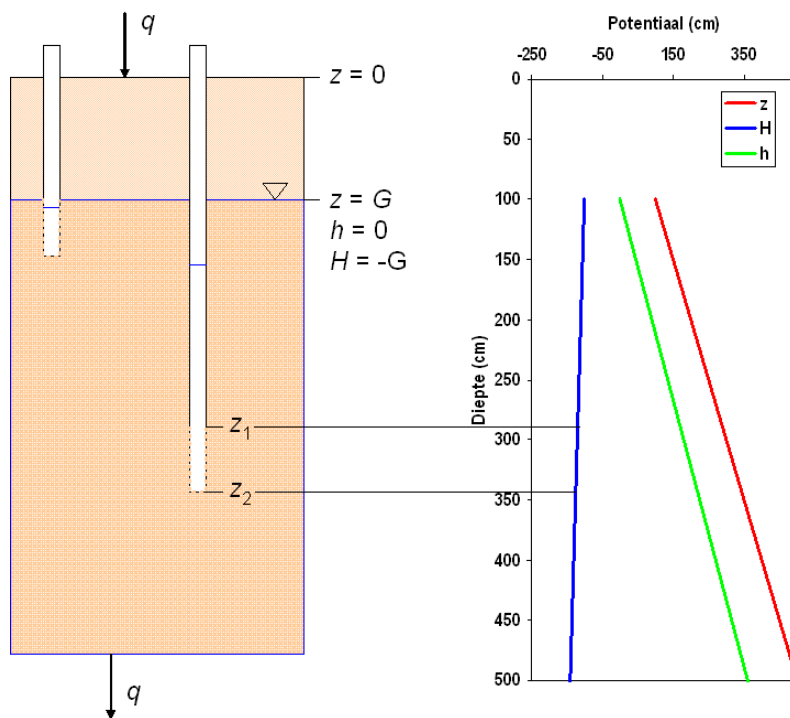 q
z = 0
z = G
h = 0
H = -G
z1
z2
q
Potentiaal (cm)
-250 -50 150 350
0
50
100
150
200
250
300
350
400
450
500
Diepte (cm)
z
H
h